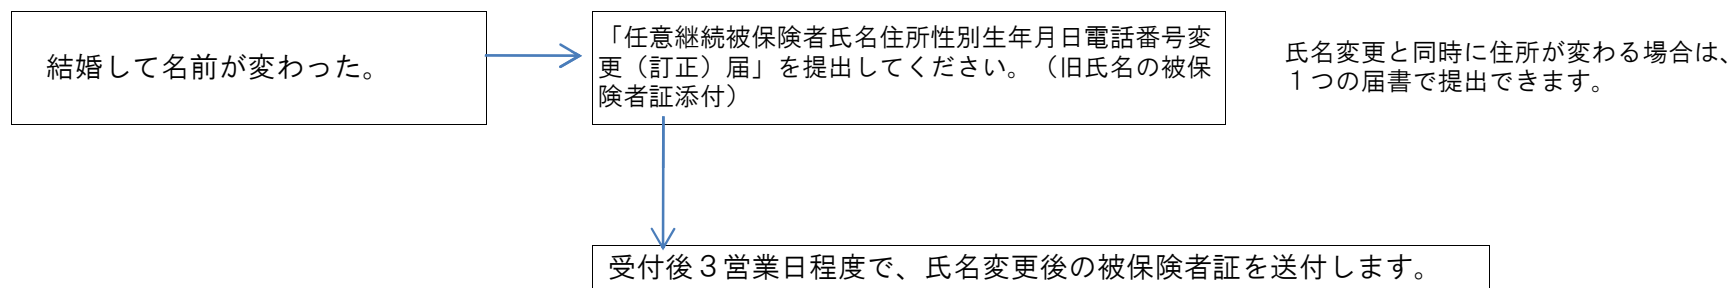 結婚して名前が変わった。
「任意継続被保険者氏名住所性別生年月日電話番号変
更（訂正）届」を提出してください。（旧氏名の被保
険者証添付）
氏名変更と同時に住所が変わる場合は、
１つの届書で提出できます。
受付後３営業日程度で、氏名変更後の被保険者証を送付します。